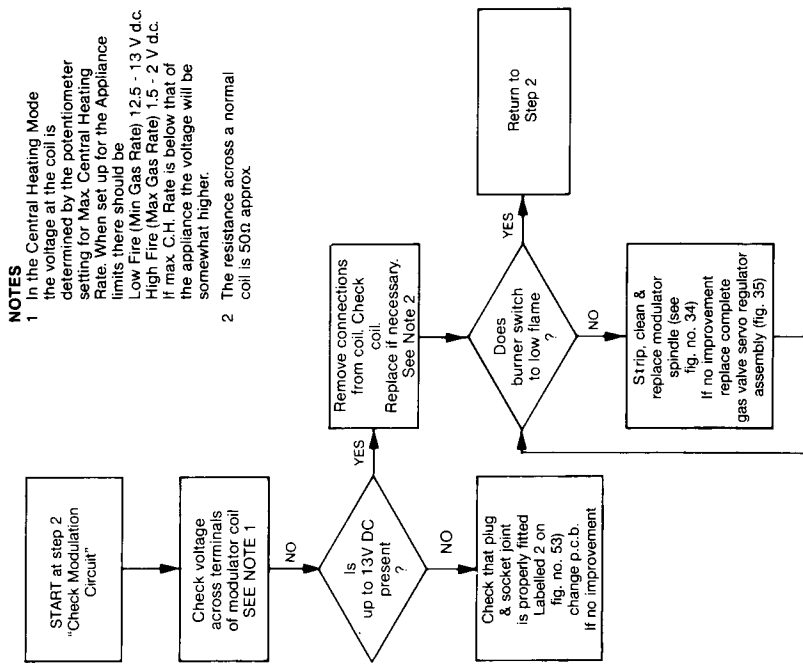 NOTES
1 In the Central Heating Mode
the voltage at the coil is
determined by the potentiometer
setting for Max. Central Heating
Rate. When set up for the Appliance
limits there should be
Low Fire (Min Gas Rate) 12.5 - 13 V d.c.
High Fire (Max Gas Rate) 1.5 - 2 V d.c.
If max. C.H. Rate is below that of
the appliance the voltage will be
somewhat higher.
2 The resistance across a normal
coil is 50Ω approx.
START at step 2
"Check Modulation
Circuit"
Check voltage
across terminals
of modulator coil
SEE NOTE 1
NO
Is
up to 13V DC
present
?
YES
NO
Check that plug
& socket joint
is properly fitted
Labelled 2 on
fig. no. 53)
change p.c.b.
If no improvement
Remove connections
from coil. Check
coil.
Replace if necessary.
See Note 2
Does
burner switch
to low flame
?
YES
NO
Return to
Step 2
Strip, clean &
replace modulator
spindle (see
fig. no. 34)
If no improvement
replace complete
gas valve servo regulator
assembly (fig. 35)